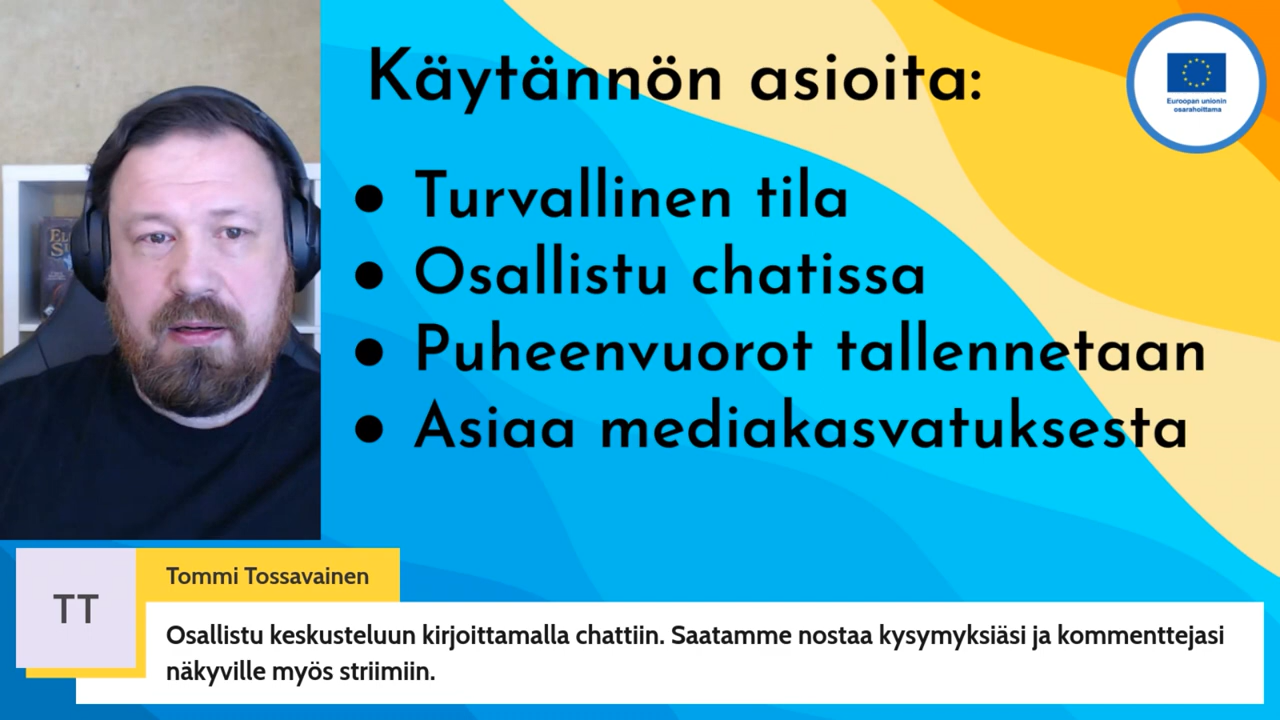 Käytännön asioita:
Euroopan unionin
osarahoittama
● Turvallinen tila
● Osallistu chatissa
● Puheenvuorot tallennetaan
● Asiaa mediakasvatuksesta
TT
Tommi Tossavainen
Osallistu keskusteluun kirjoittamalla chattiin. Saatamme nostaa kysymyksiäsi ja kommenttejasi
näkyville myös striimiin.